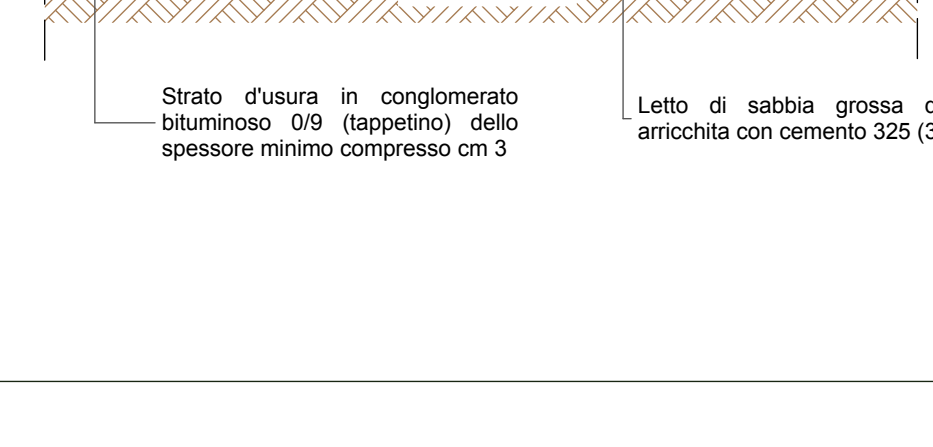 Strato d'usura in conglomerato
bituminoso 0/9 (tappetino) dello
spessore minimo compresso cm 3
Letto di sabbia grossa
arricchita con cemento 325 (3